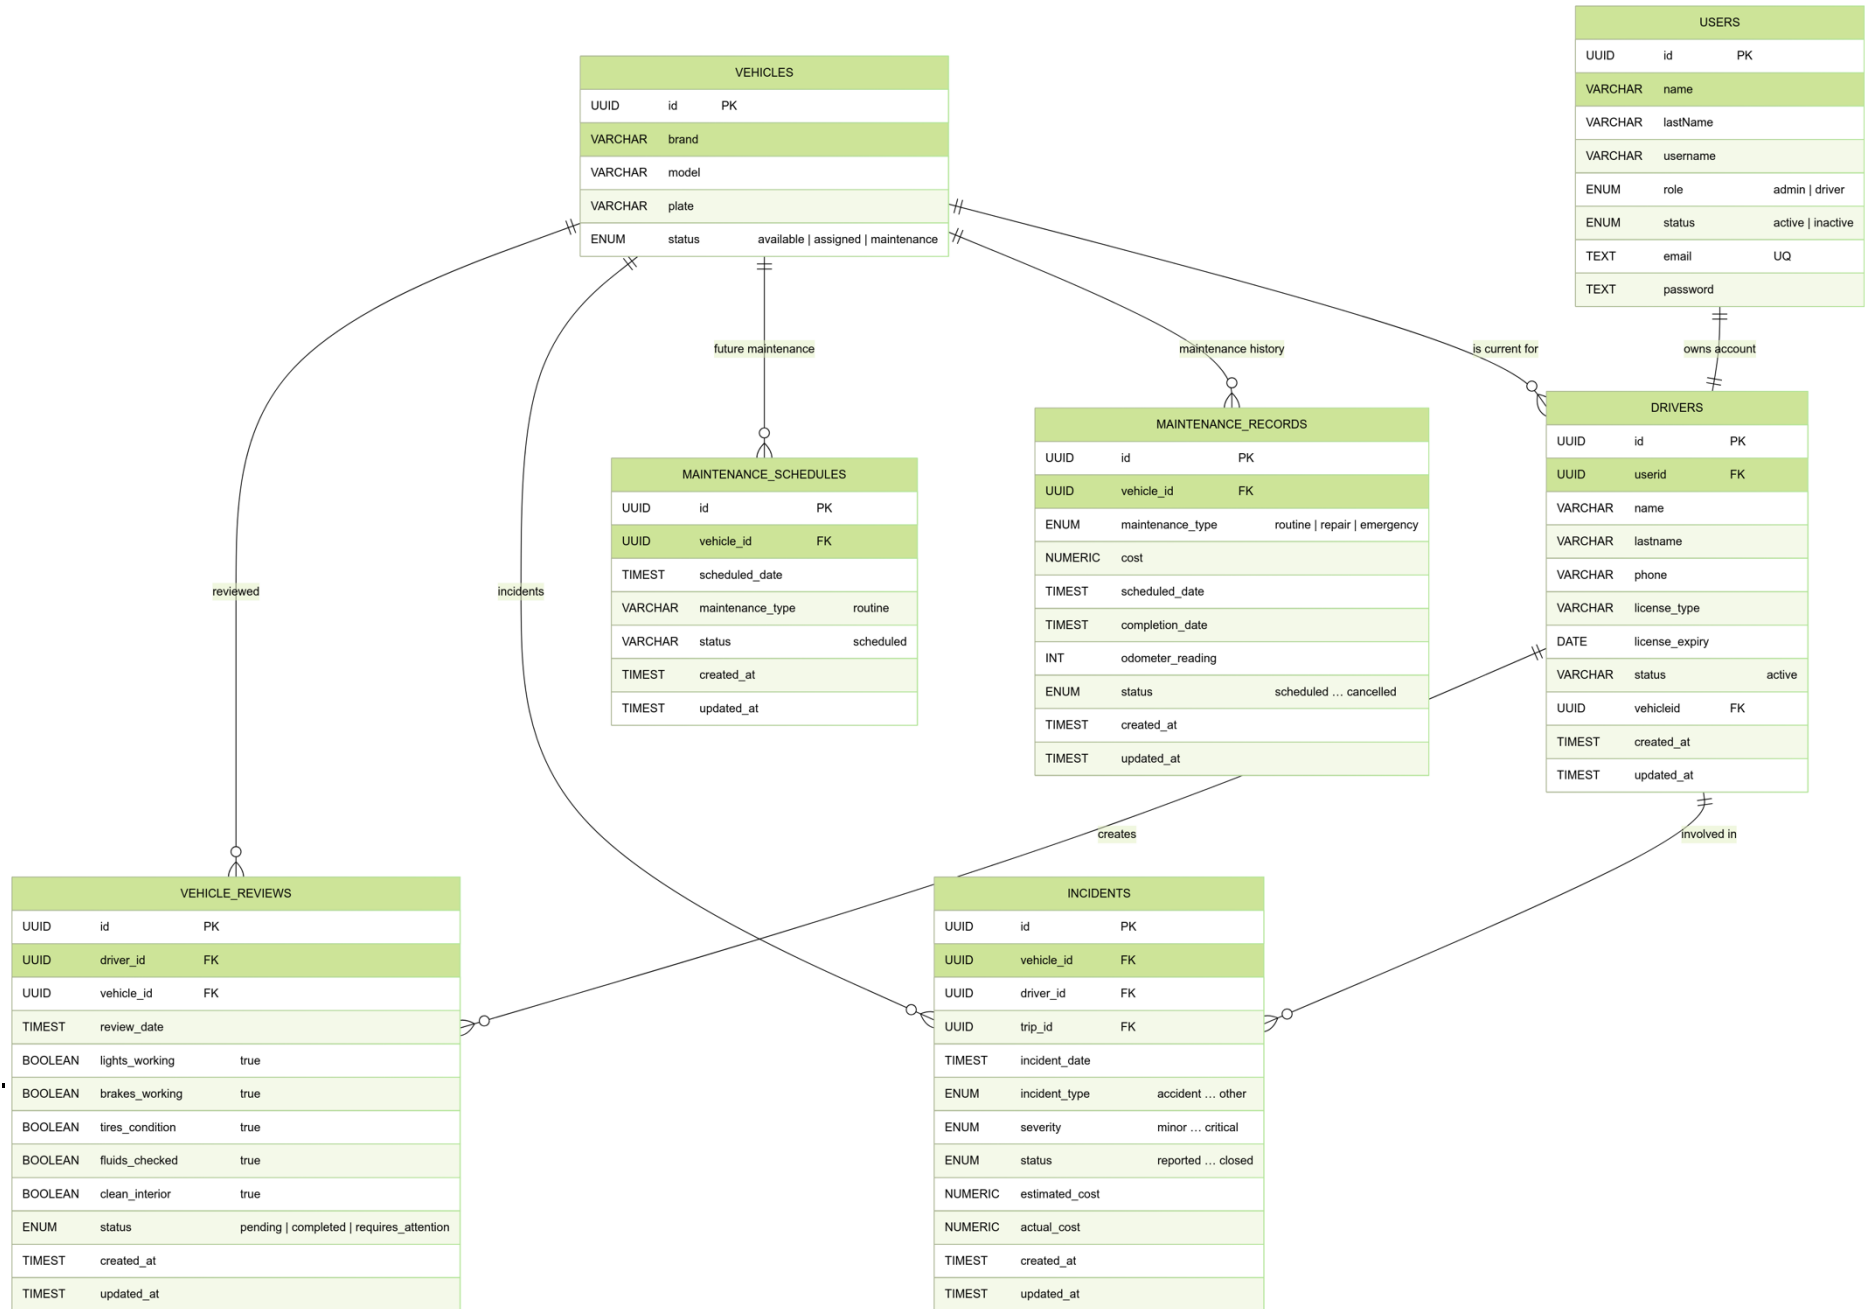 USERS
UUID id PK
VARCHAR name
VARCHAR lastName
VARCHAR username
ENUM role admin | driver
ENUM status active | inactive
TEXT email UQ
TEXT password
VEHICLES
UUID id PK
VARCHAR brand
VARCHAR model
VARCHAR plate
ENUM status available | assigned | maintenance
future maintenance
maintenance history
is current for
owns account
reviewed
incidents
MAINTENANCE_SCHEDULES
UUID id PK
UUID vehicle_id FK
TIMEST scheduled_date
VARCHAR maintenance_type routine
VARCHAR status scheduled
TIMEST created_at
TIMEST updated_at
MAINTENANCE_RECORDS
UUID id PK
UUID vehicle_id FK
ENUM maintenance_type routine | repair | emergency
NUMERIC cost
TIMEST scheduled_date
TIMEST completion_date
INT odometer_reading
ENUM status scheduled … cancelled
TIMEST created_at
TIMEST updated_at
DRIVERS
UUID id PK
UUID userid FK
VARCHAR name
VARCHAR lastname
VARCHAR phone
VARCHAR license_type
DATE license_expiry
VARCHAR status active
UUID vehicleid FK
TIMEST created_at
TIMEST updated_at
creates
involved in
VEHICLE_REVIEWS
UUID id PK
UUID driver_id FK
UUID vehicle_id FK
TIMEST review_date
BOOLEAN lights_working true
BOOLEAN brakes_working true
BOOLEAN tires_condition true
BOOLEAN fluids_checked true
BOOLEAN clean_interior true
ENUM status pending | completed | requires_attention
TIMEST created_at
TIMEST updated_at
INCIDENTS
UUID id PK
UUID vehicle_id FK
UUID driver_id FK
UUID trip_id FK
TIMEST incident_date
ENUM incident_type accident … other
ENUM severity minor … critical
ENUM status reported … closed
NUMERIC estimated_cost
NUMERIC actual_cost
TIMEST created_at
TIMEST updated_at